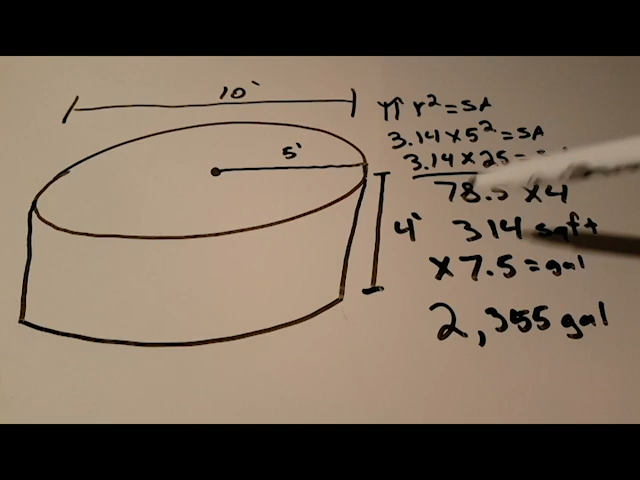 10'
5'
4'
πr² = SA
3.14 × 5² = SA
3.14 × 25 =
78.5 × 4
314 sqft
× 7.5 = gal
2,355 gal